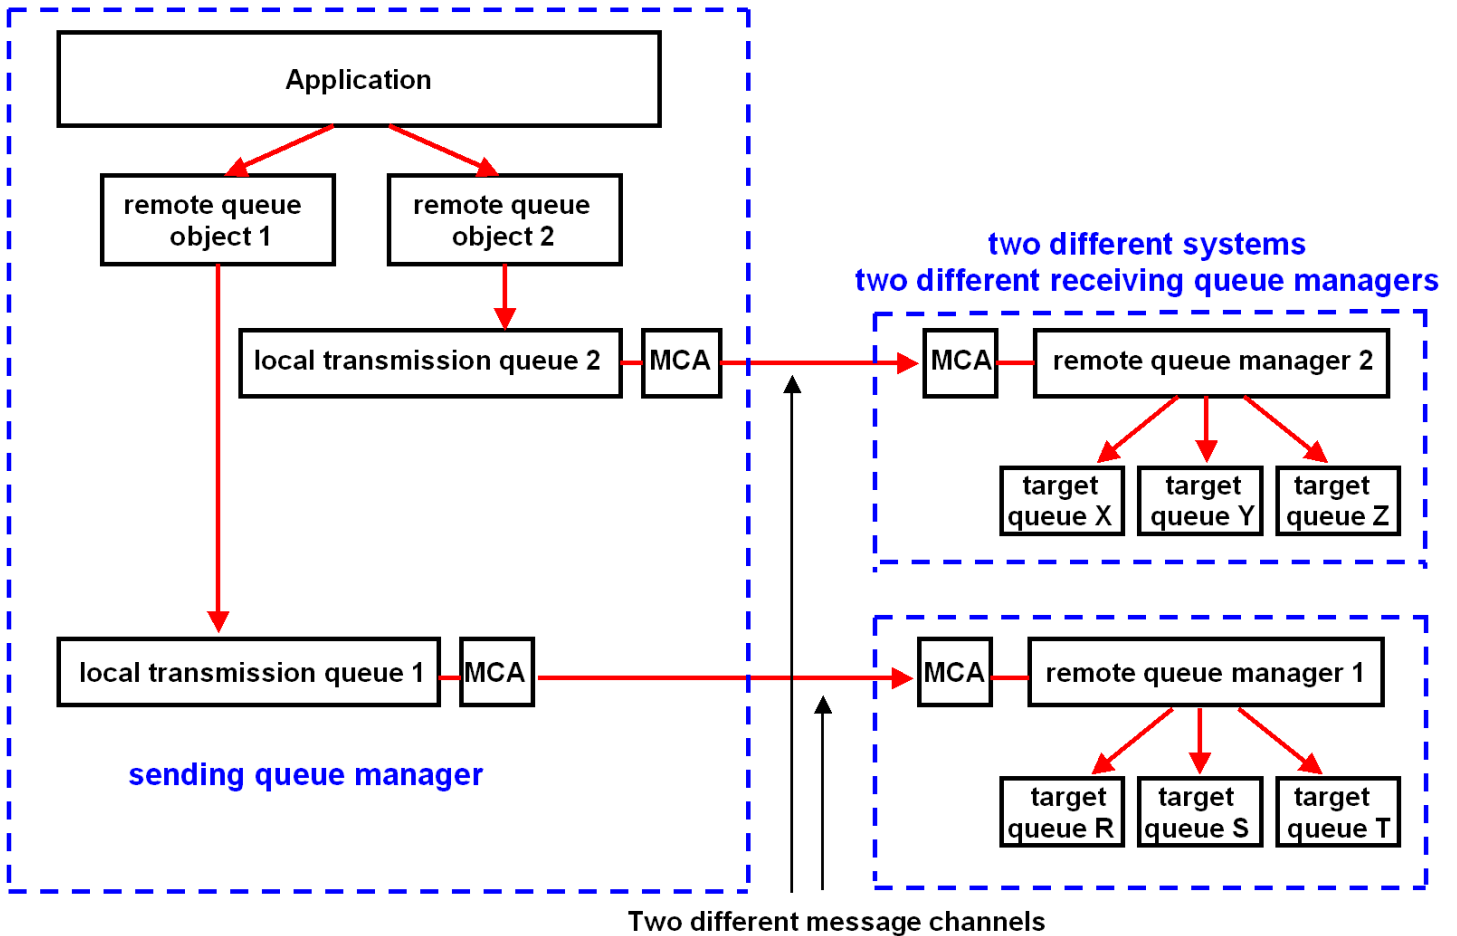 Application
remote queue
object 1
remote queue
object 2
two different systems
two different receiving queue managers
local transmission queue 2
MCA
MCA
remote queue manager 2
target
queue X
target
queue Y
target
queue Z
local transmission queue 1
MCA
MCA
remote queue manager 1
sending queue manager
target
queue R
target
queue S
target
queue T
Two different message channels